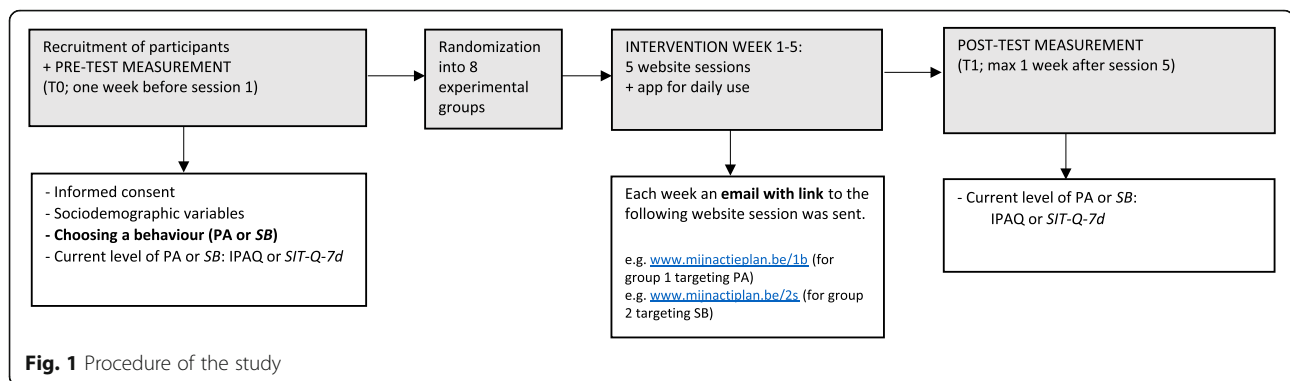 Recruitment of participants
+ PRE-TEST MEASUREMENT
(T0; one week before session 1)
Randomization
into 8
experimental
groups
INTERVENTION WEEK 1-5:
5 website sessions
+ app for daily use
POST-TEST MEASUREMENT
(T1; max 1 week after session 5)
- Informed consent
- Sociodemographic variables
- Choosing a behaviour (PA or SB)
- Current level of PA or SB: IPAQ or SIT-Q-7d
Each week an email with link to the
following website session was sent.
e.g. www.mijnactieplan.be/1b (for
group 1 targeting PA)
e.g. www.mijnactiplan.be/2s (for group
2 targeting SB)
- Current level of PA or SB:
IPAQ or SIT-Q-7d
Fig. 1 Procedure of the study